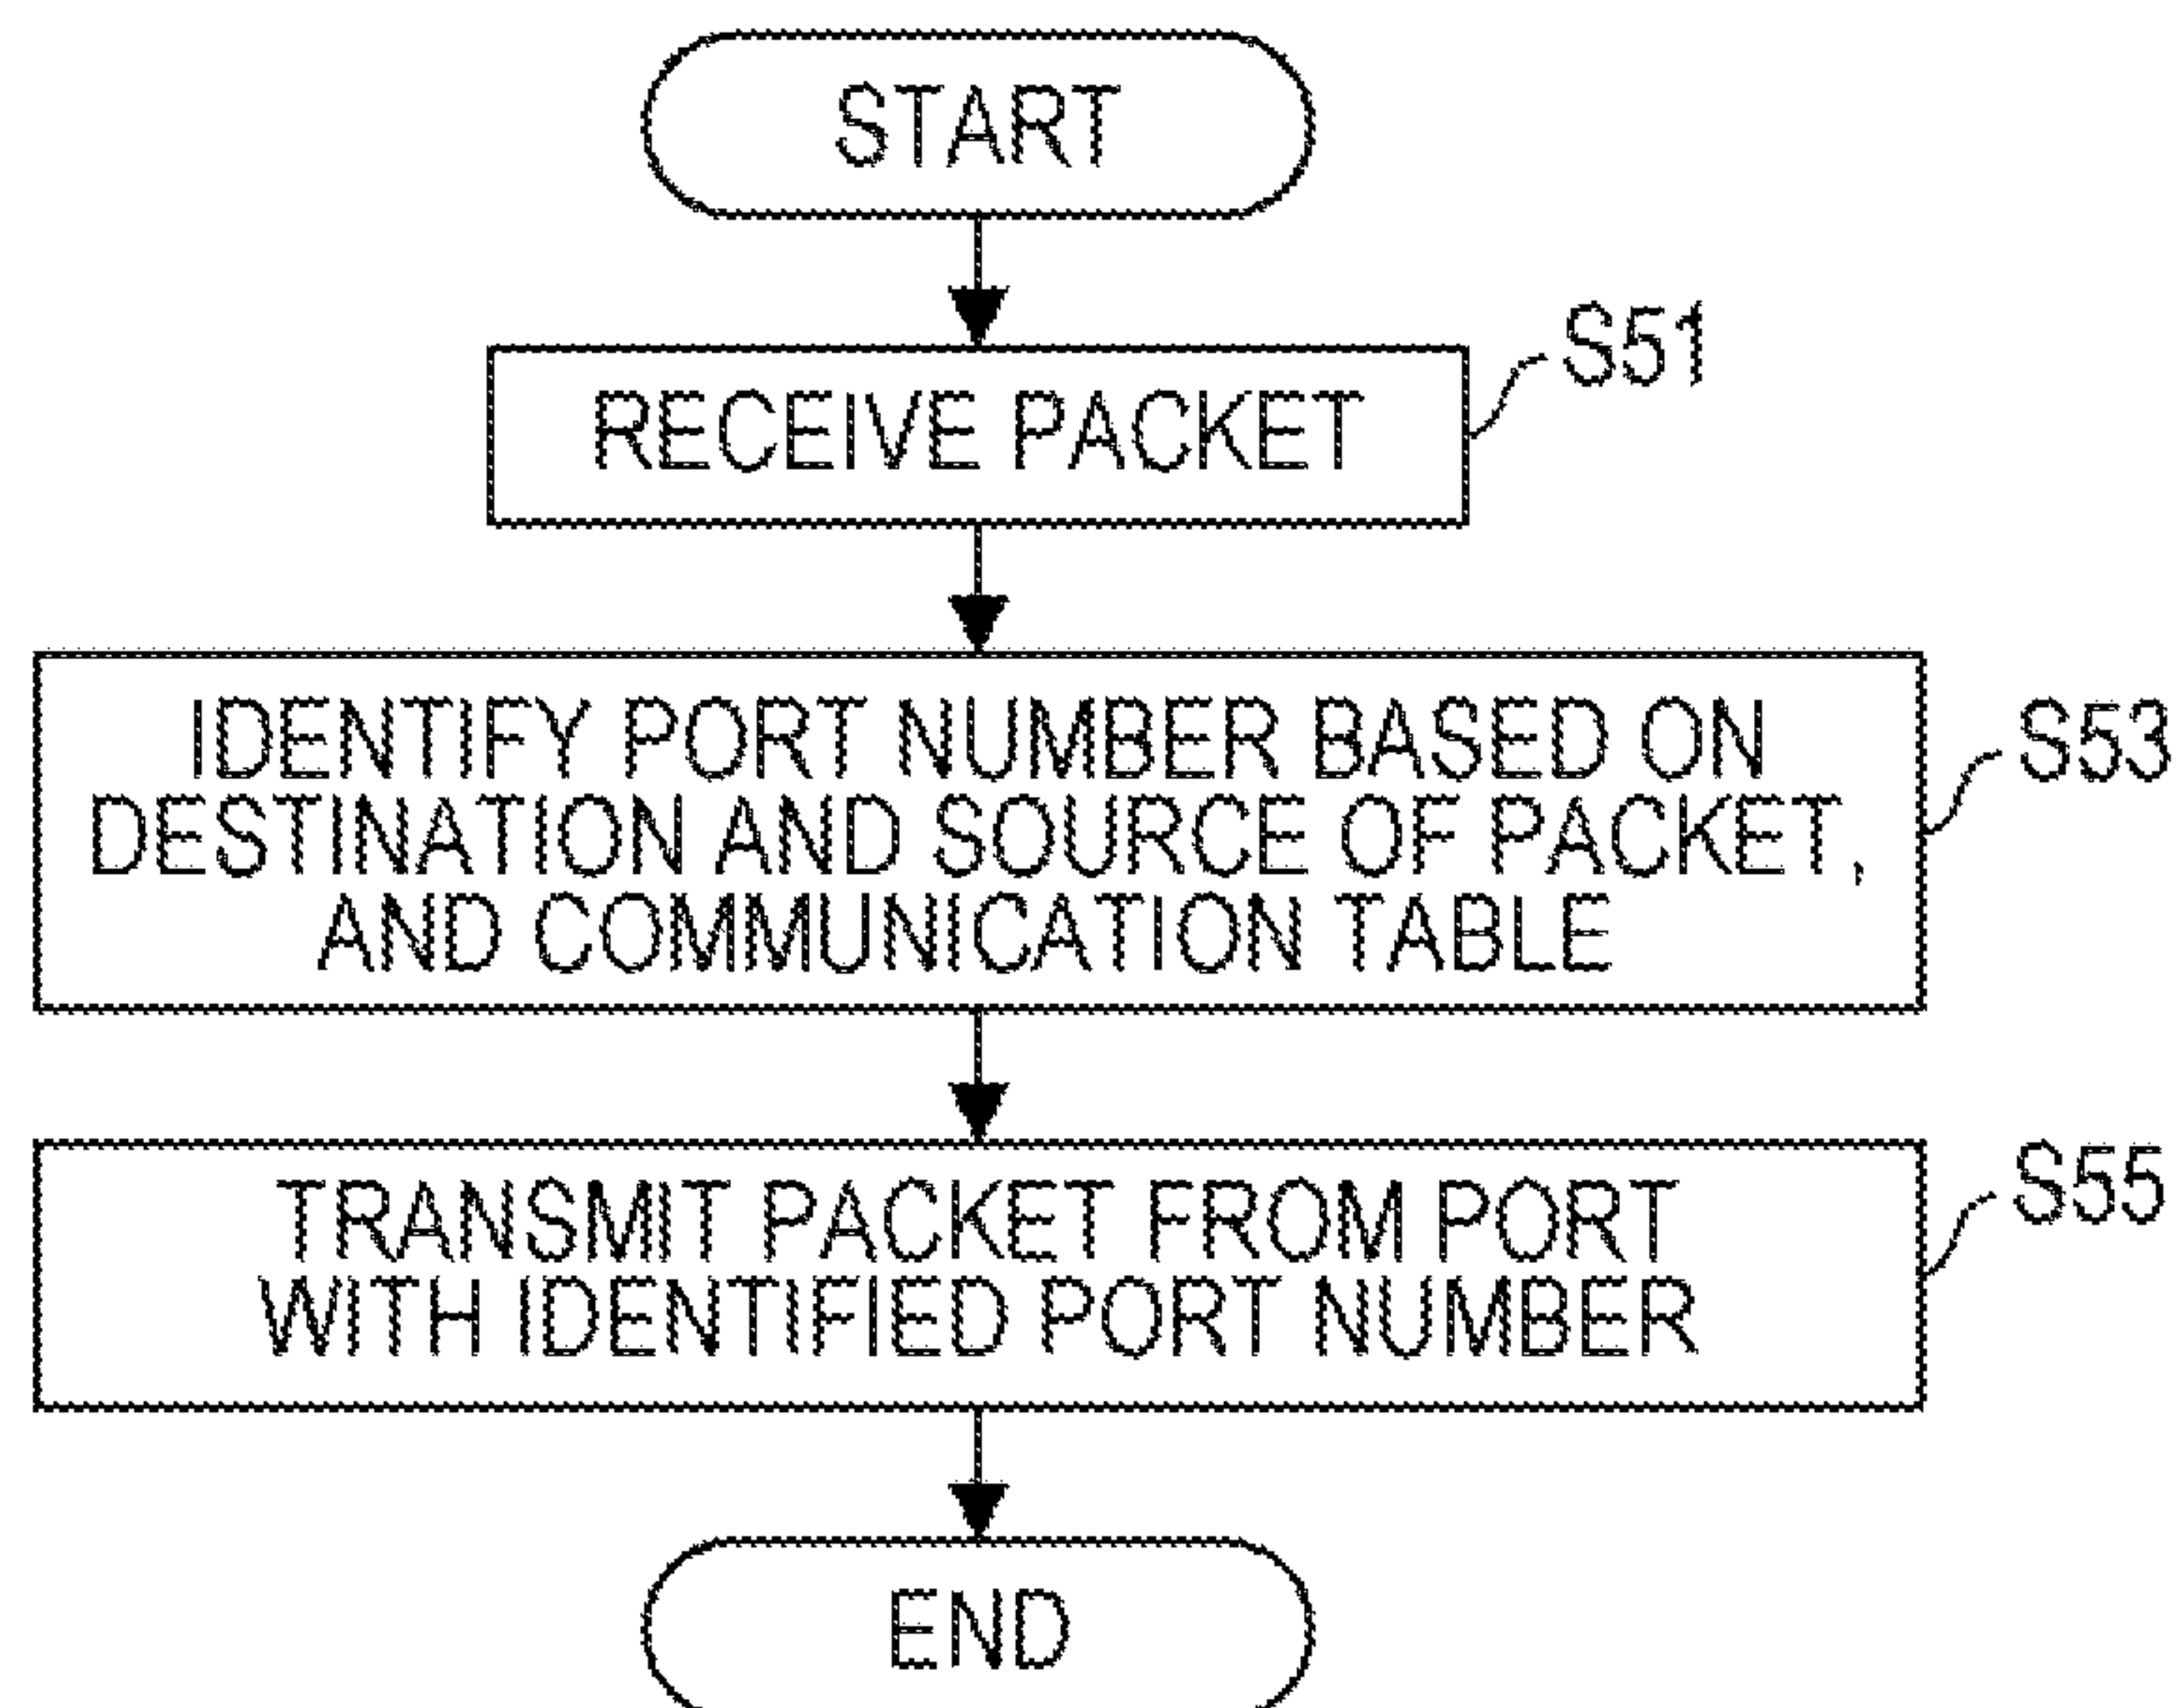 START
RECEIVE PACKET
S51
IDENTIFY PORT NUMBER BASED ON
DESTINATION AND SOURCE OF PACKET,
AND COMMUNICATION TABLE
S53
TRANSMIT PACKET FROM PORT
WITH IDENTIFIED PORT NUMBER
S55
END